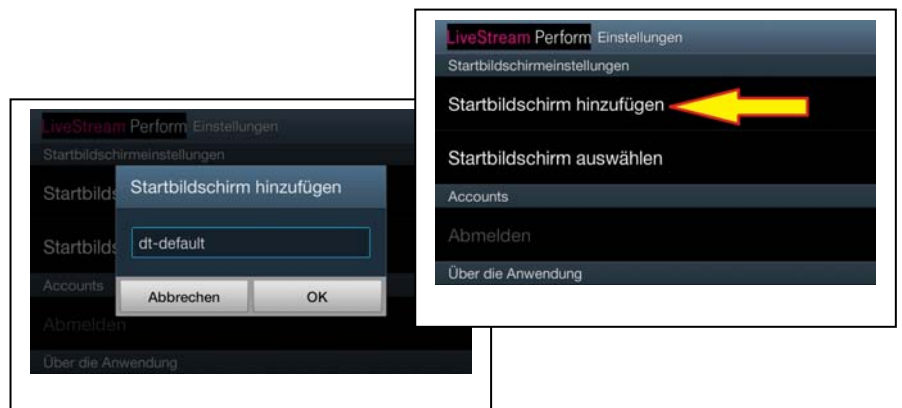 LiveStream Perform Einstellungen
Startbildschirmeinstellungen
Startbildschirm hinzufügen
Startbildschirm auswählen
Accounts
Abmelden
Über die Anwendung
LiveStream Perform Einstellungen
Startbildschirmeinstellungen
Startbilds
Startbildschirm hinzufügen
dt-default
Startbilds
Accounts
Abbrechen OK
Abmelden
Über die Anwendung